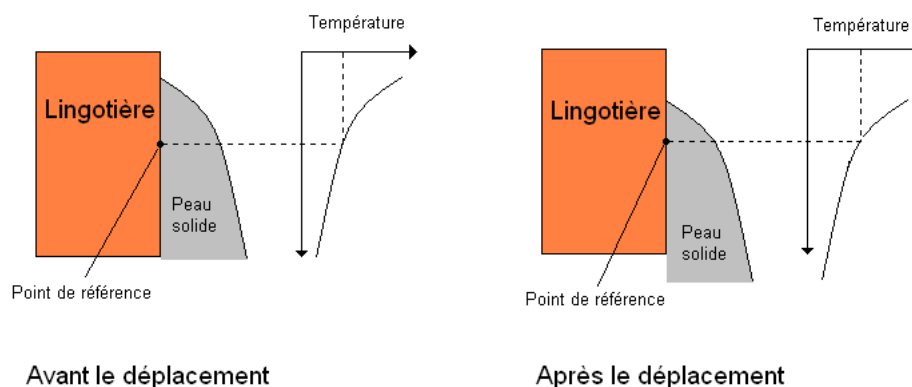 Température
Lingotière
Peau
solide
Point de référence
Avant le déplacement
Température
Lingotière
Peau
solide
Point de référence
Après le déplacement